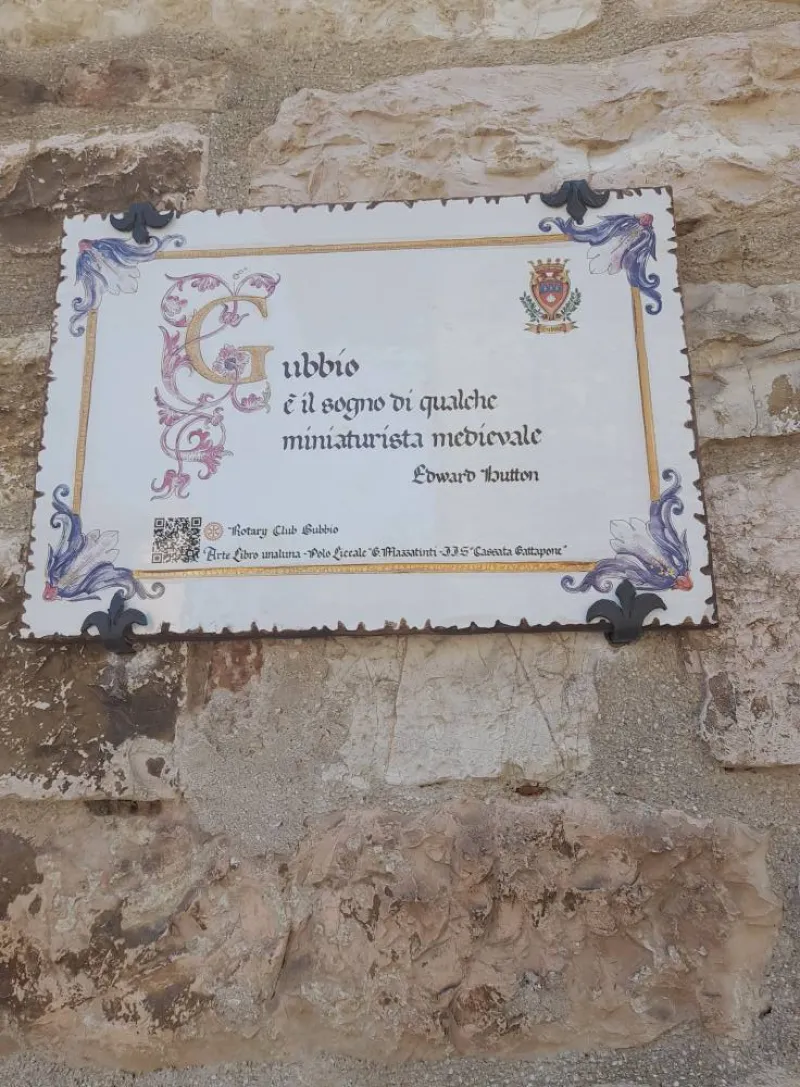 Gubbio
è il sogno di qualche
miniaturista medievale
Edward Hutton
Rotary Club Gubbio
Arte Libro unaluna - Polo Liceale "G. Mazzatinti - I.I.S "Cassata Gattapone"